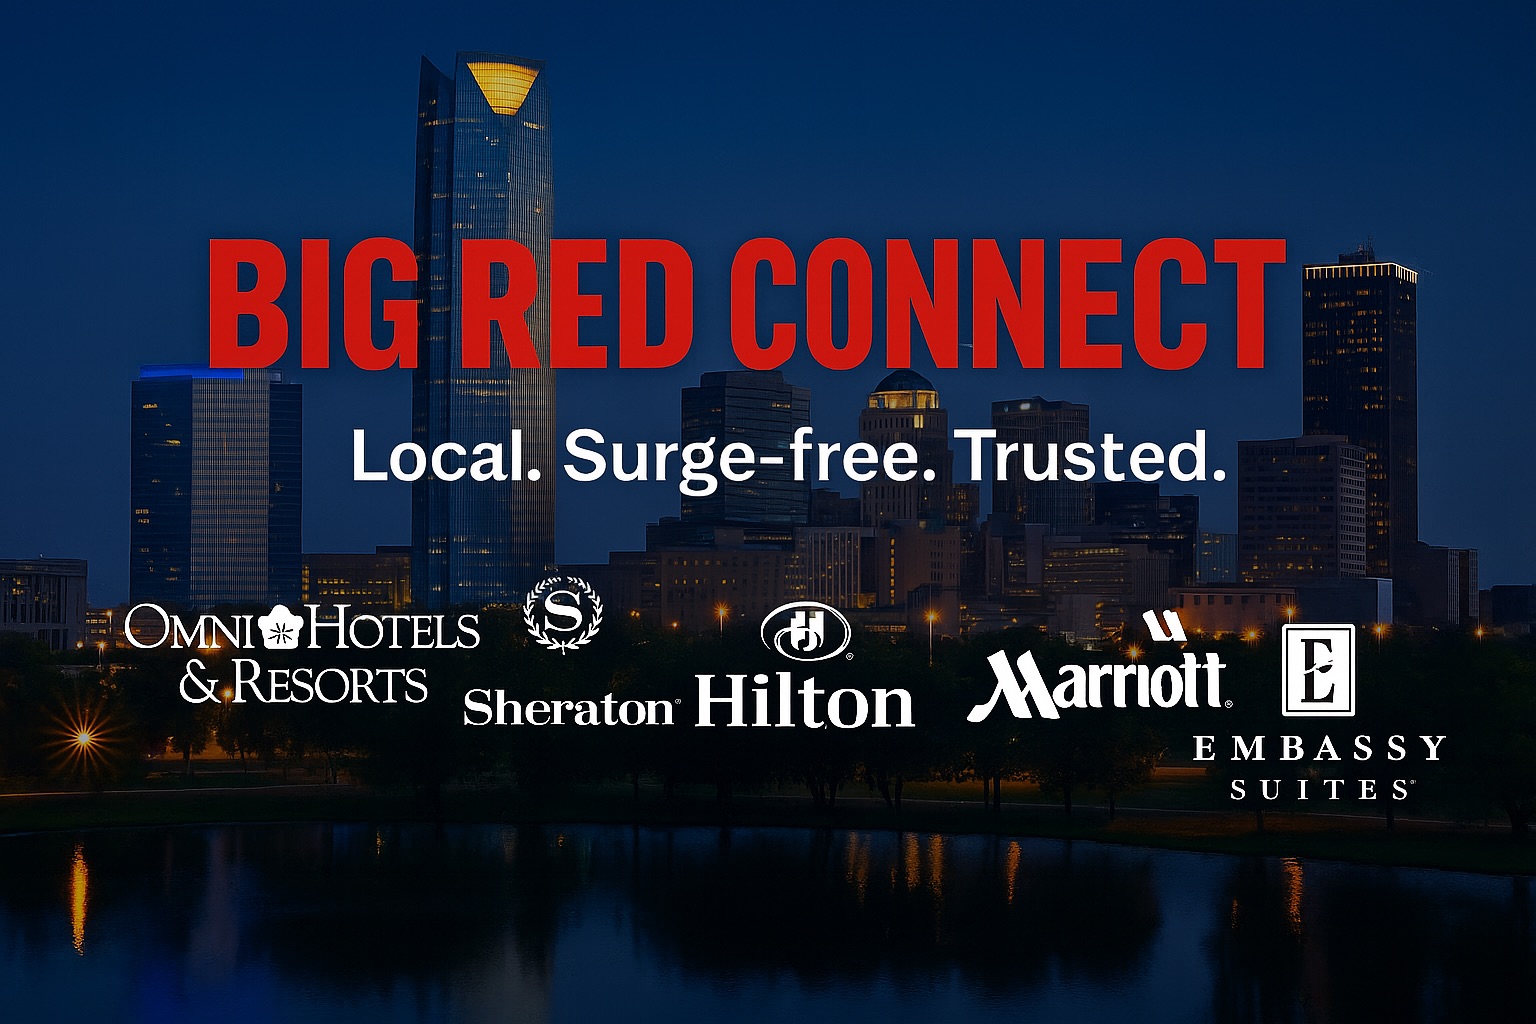 BIG RED CONNECT
Local. Surge-free. Trusted.
OMNI HOTELS
& RESORTS
S
Sheraton®
H
Hilton
®
Marriott®
E
EMBASSY
SUITES®